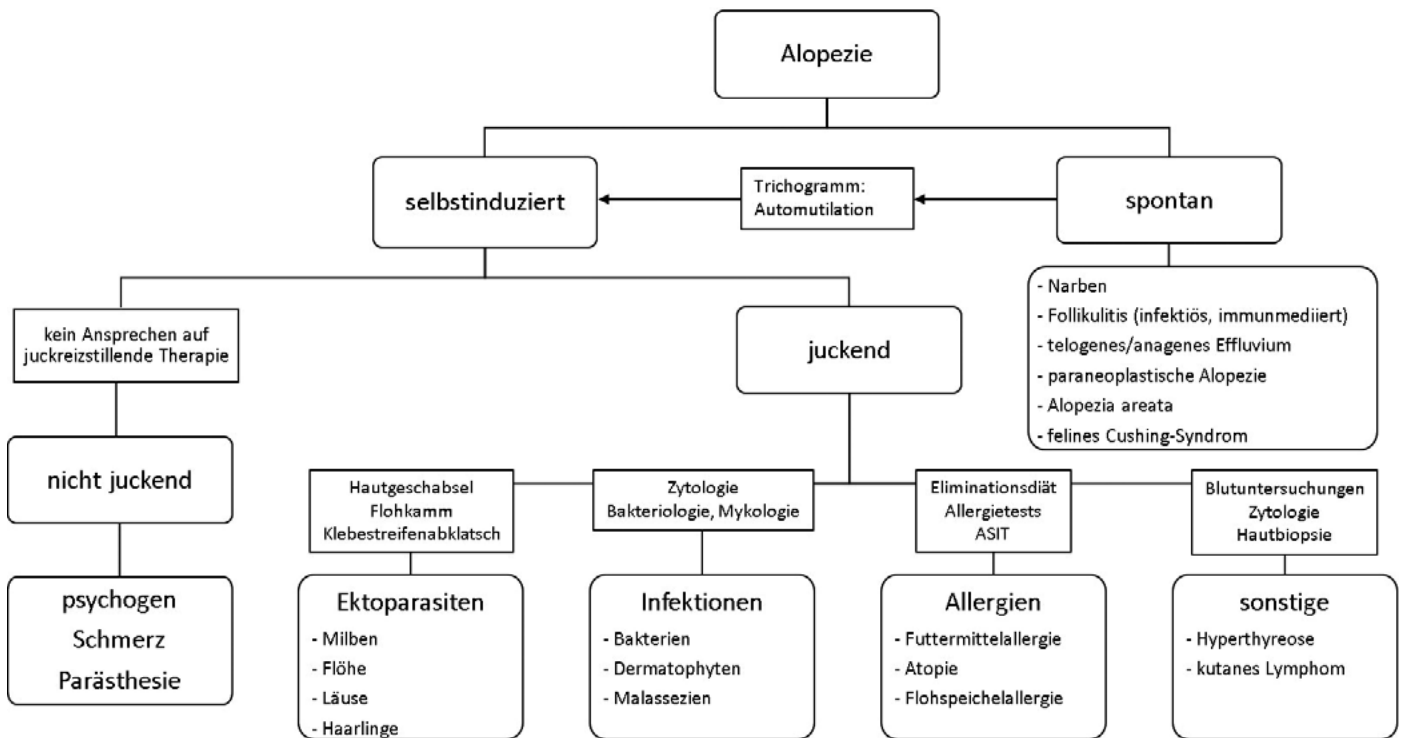 Alopezie
selbstinduziert
Trichogramm:
Automutilation
spontan
- Narben
- Follikulitis (infektiös, immunmediiert)
- telogenes/anagenes Effluvium
- paraneoplastische Alopezie
- Alopezia areata
- felines Cushing-Syndrom
kein Ansprechen auf
juckreizstillende Therapie
juckend
nicht juckend
psychogen
Schmerz
Parästhesie
Hautgeschabsel
Flohkamm
Klebestreifenabklatsch
Ektoparasiten
- Milben
- Flöhe
- Läuse
- Haarlinge
Zytologie
Bakteriologie, Mykologie
Infektionen
- Bakterien
- Dermatophyten
- Malassezien
Eliminationsdiät
Allergietests
ASIT
Allergien
- Futtermittelallergie
- Atopie
- Flohspeichelallergie
Blutuntersuchungen
Zytologie
Hautbiopsie
sonstige
- Hyperthyreose
- kutanes Lymphom